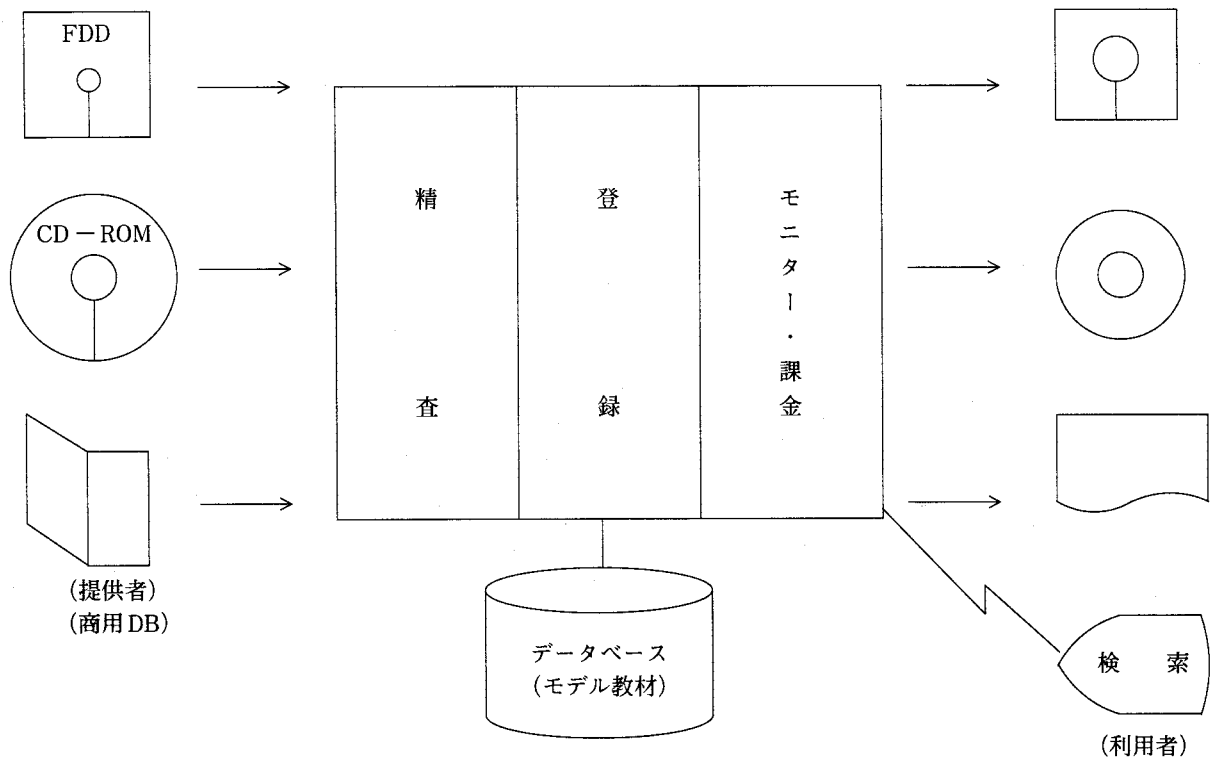 FDD
CD－ROM
(提供者)
(商用DB)
精査
登録
モニター・課金
データベース
(モデル教材)
検　索
(利用者)